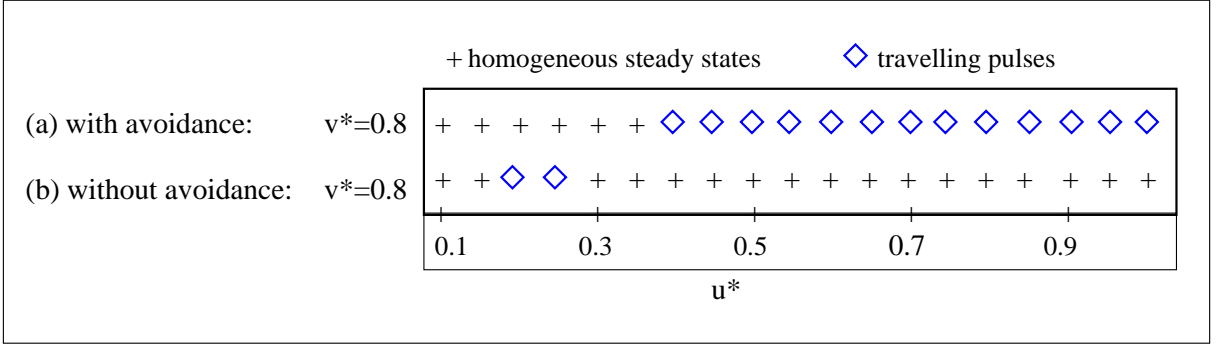 + homogeneous steady states ◇ travelling pulses
(a) with avoidance: v*=0.8 + + + + + + ◇ ◇ ◇ ◇ ◇ ◇ ◇ ◇ ◇ ◇ ◇ ◇ ◇
(b) without avoidance: v*=0.8 + + ◇ ◇ + + + + + + + + + + + + + + +
0.1 0.3 0.5 0.7 0.9
u*